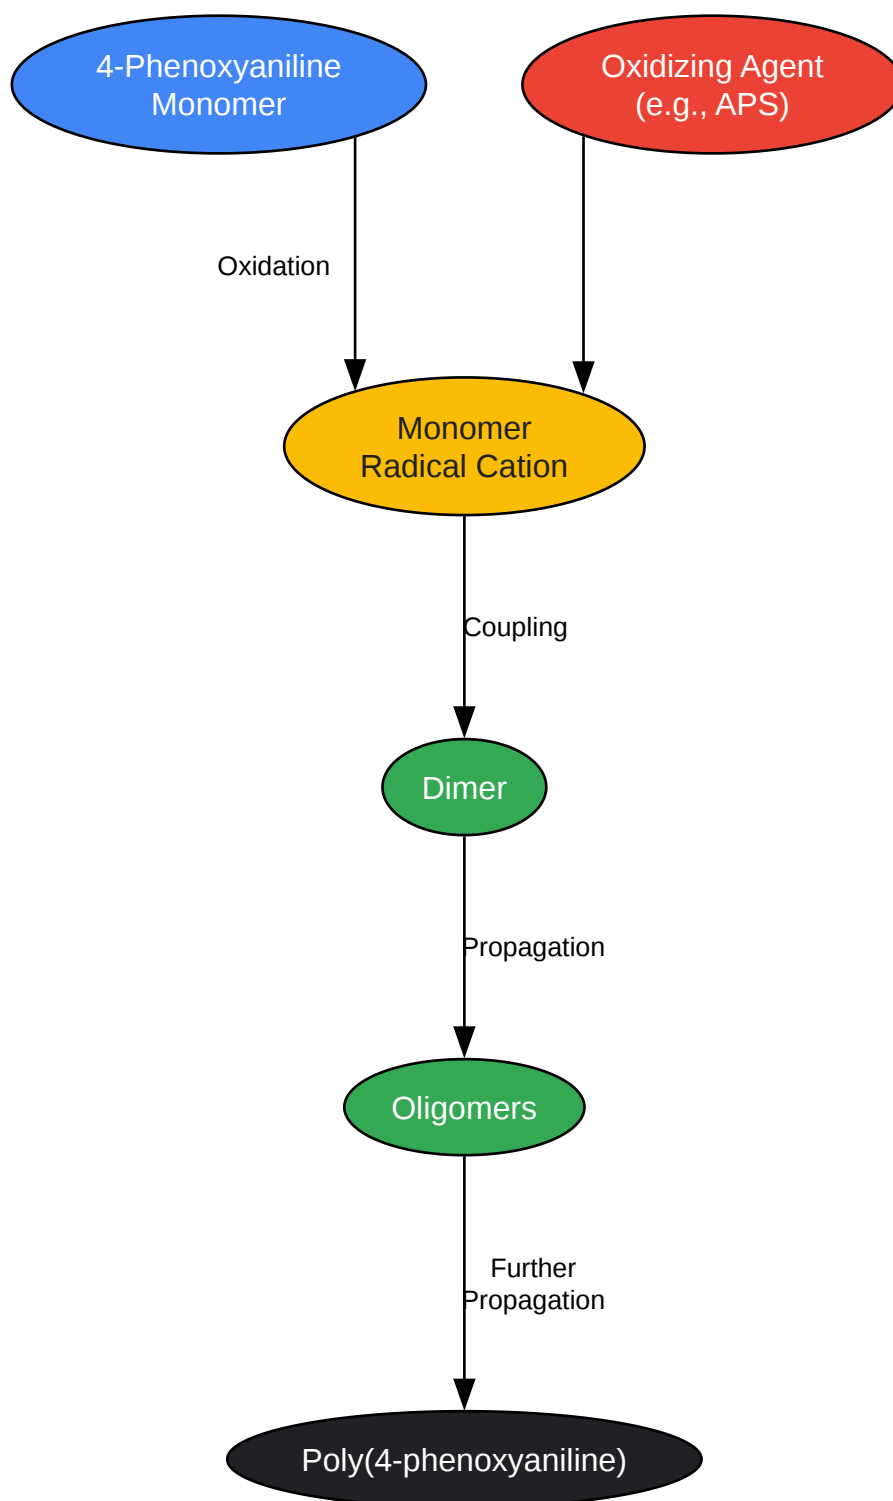 4-Phenoxyaniline
Monomer
Oxidizing Agent
(e.g., APS)
Oxidation
Monomer
Radical Cation
Coupling
Dimer
Propagation
Oligomers
Further
Propagation
Poly(4-phenoxyaniline)